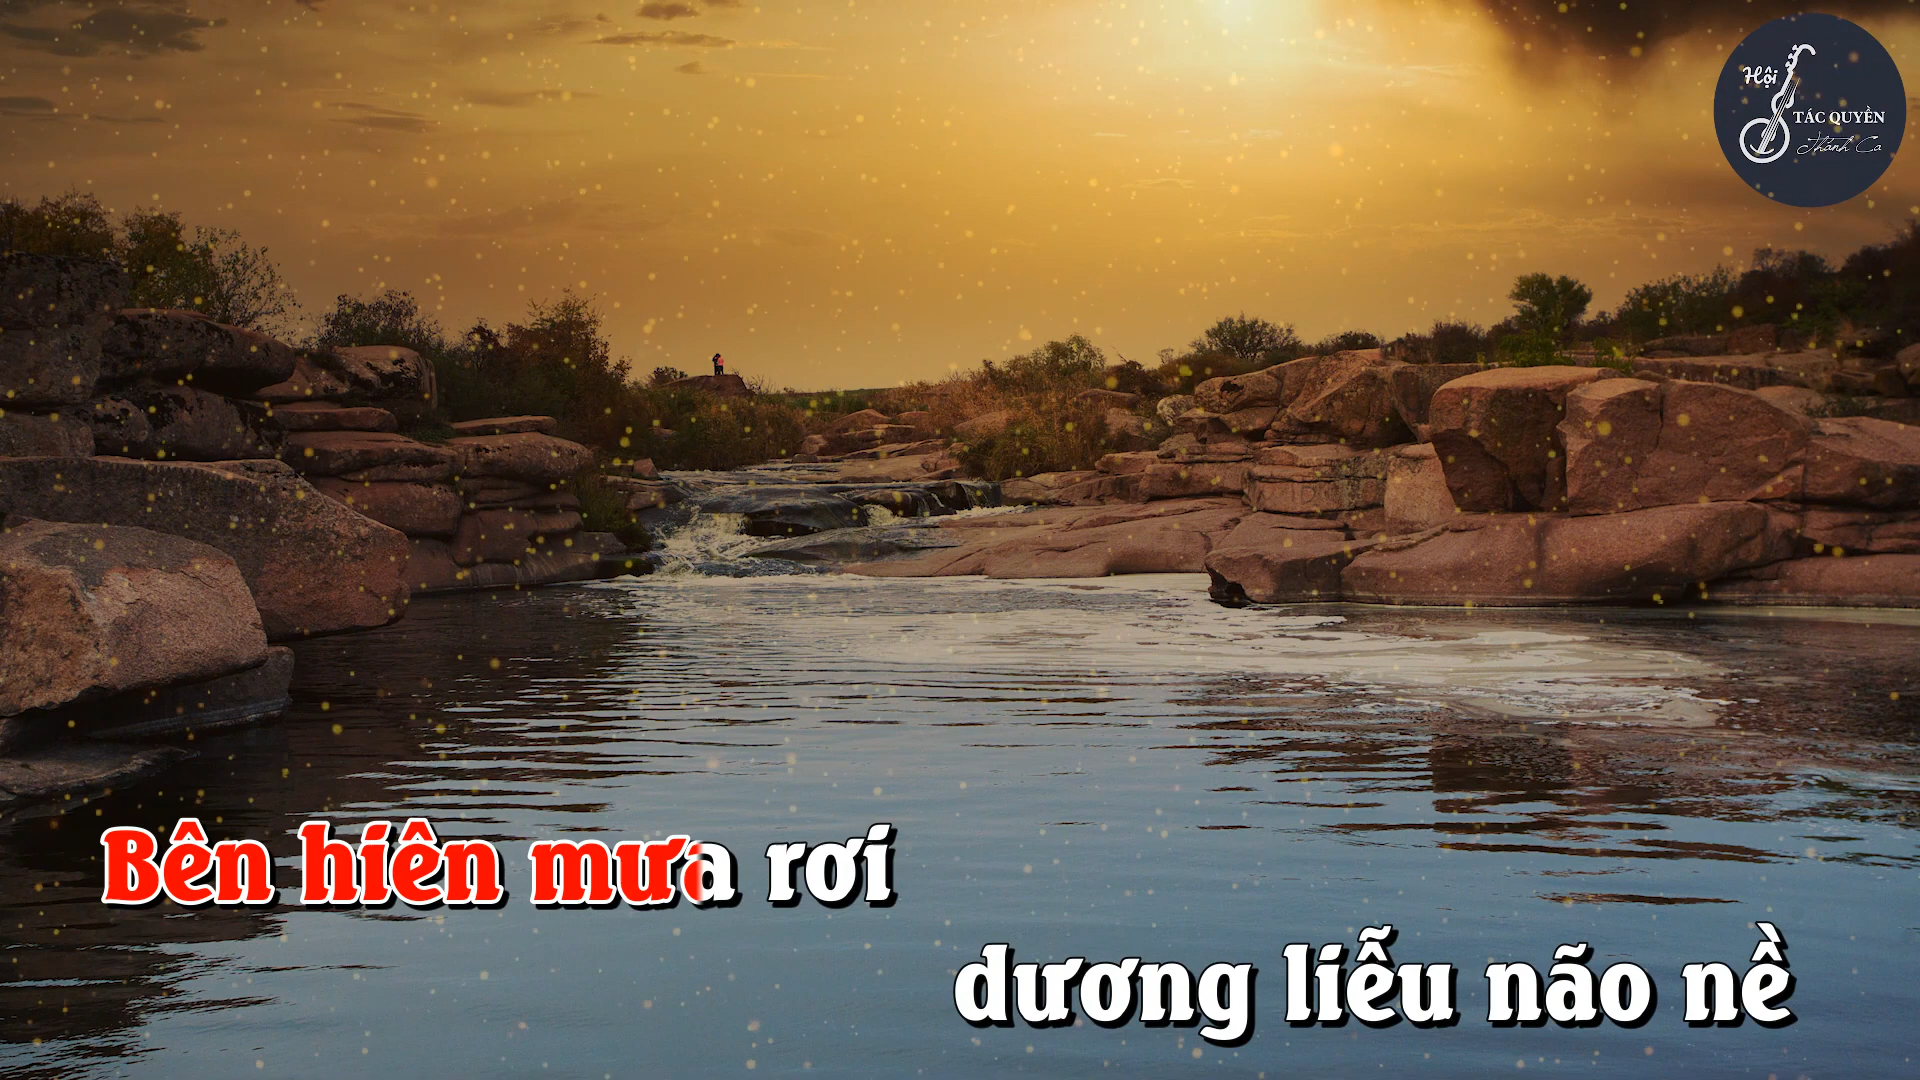 Hội
TÁC QUYỀN
Thánh Ca
Bên hiên mưa rơi
dương liễu não nề